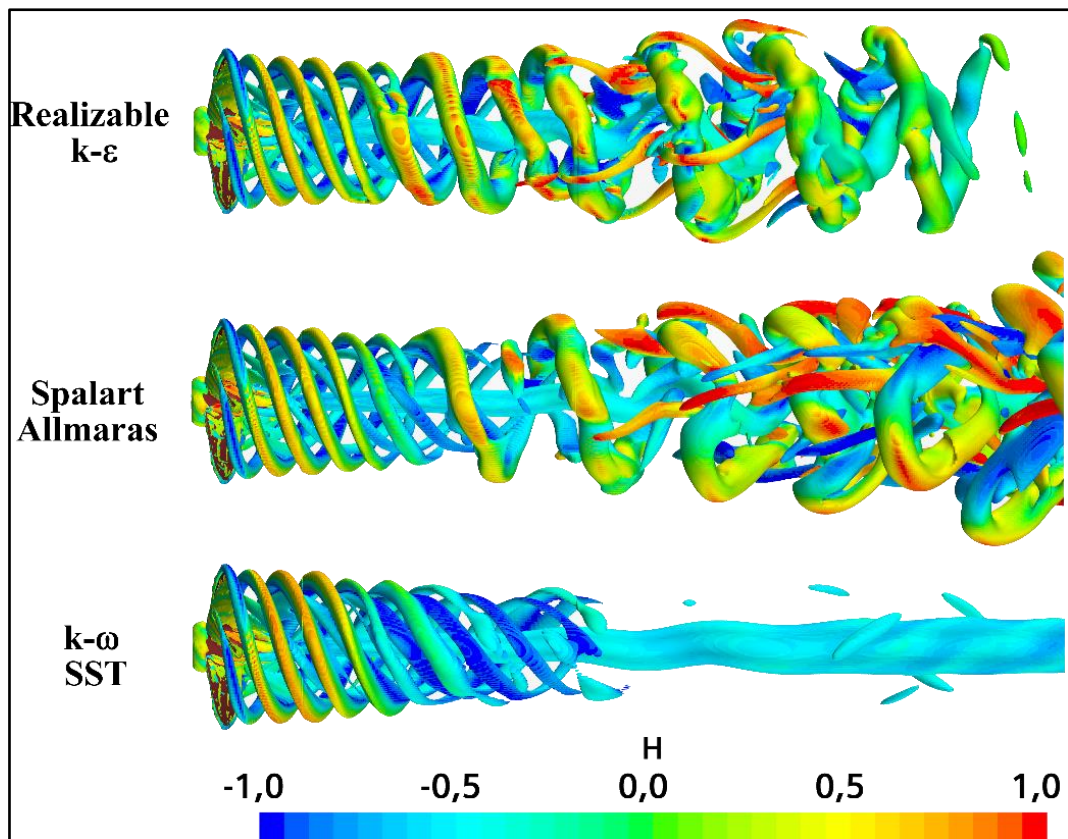 Realizable
k-ε
Spalart
Allmaras
k-ω
SST
H
-1,0 -0,5 0,0 0,5 1,0